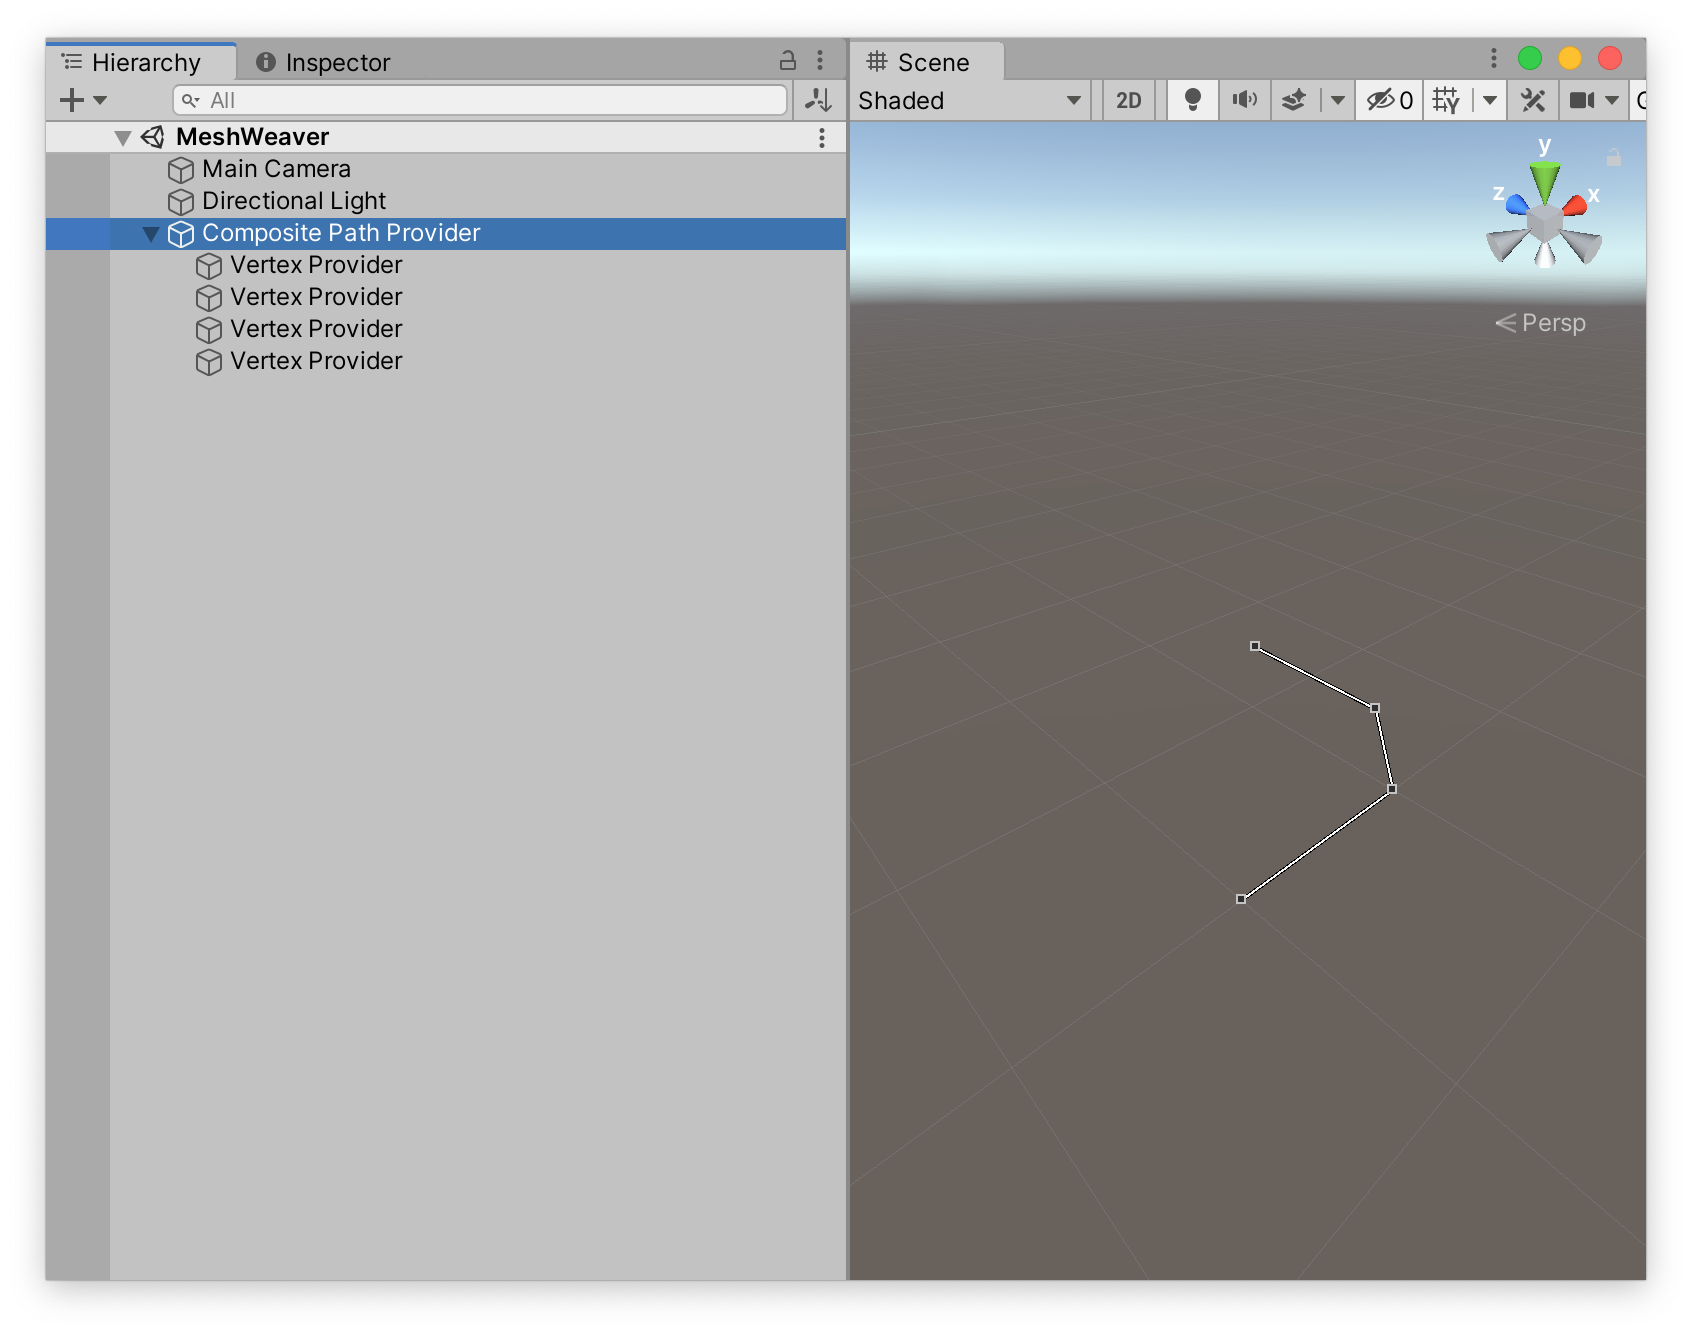 Hierarchy
Inspector
All
MeshWeaver
Main Camera
Directional Light
Composite Path Provider
Vertex Provider
Vertex Provider
Vertex Provider
Vertex Provider
Scene
Shaded
2D
0
y
z
x
Persp